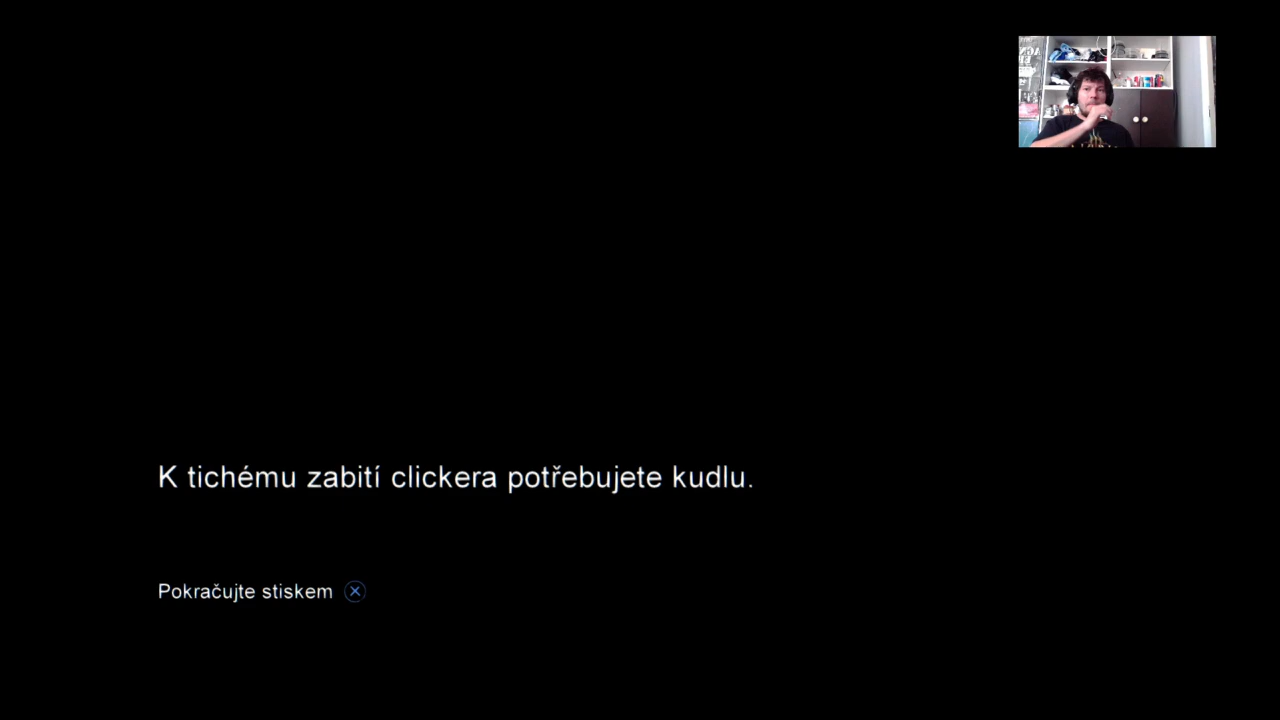 K tichému zabití clickera potřebujete kudlu.
Pokračujte stiskem